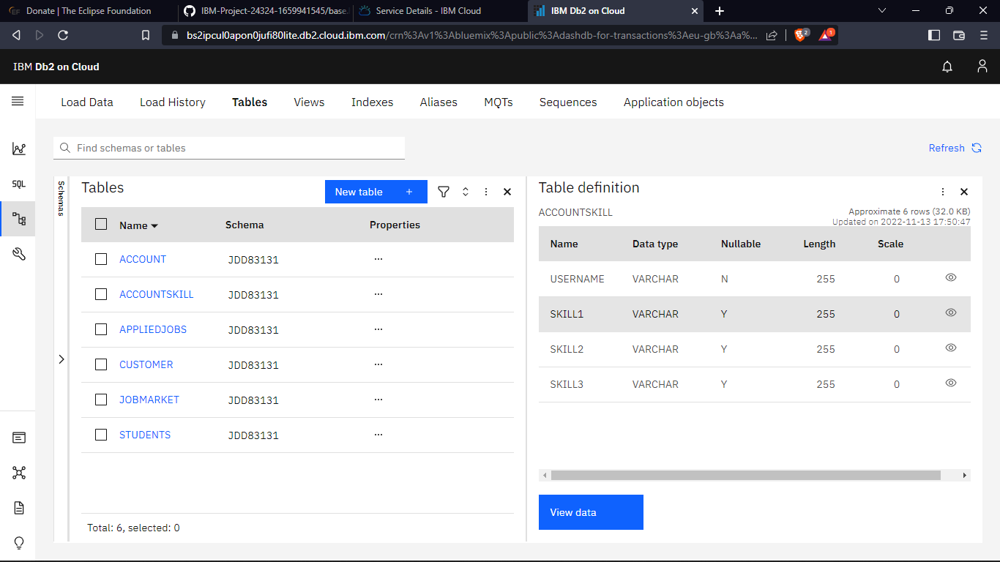 Donate | The Eclipse Foundation
IBM-Project-24324-1659941545/base.
Service Details - IBM Cloud
IBM Db2 on Cloud
bs2ipcul0apon0jufi80lite.db2.cloud.ibm.com/crn%3Av1%3Abluemix%3Apublic%3Adashdb-for-transactions%3Aeu-gb%3Aa%...
2
1
IBM Db2 on Cloud
Load Data Load History Tables Views Indexes Aliases MQTs Sequences Application objects
Find schemas or tables
Refresh
SQL
Schemas
Tables
New table +
Name Schema Properties
ACCOUNT JDD83131 ...
ACCOUNTSKILL JDD83131 ...
APPLIEDJOBS JDD83131 ...
CUSTOMER JDD83131 ...
JOBMARKET JDD83131 ...
STUDENTS JDD83131 ...
Total: 6, selected: 0
Table definition
ACCOUNTSKILL
Approximate 6 rows (32.0 KB)
Updated on 2022-11-13 17:50:47
Name Data type Nullable Length Scale
USERNAME VARCHAR N 255 0
SKILL1 VARCHAR Y 255 0
SKILL2 VARCHAR Y 255 0
SKILL3 VARCHAR Y 255 0
View data